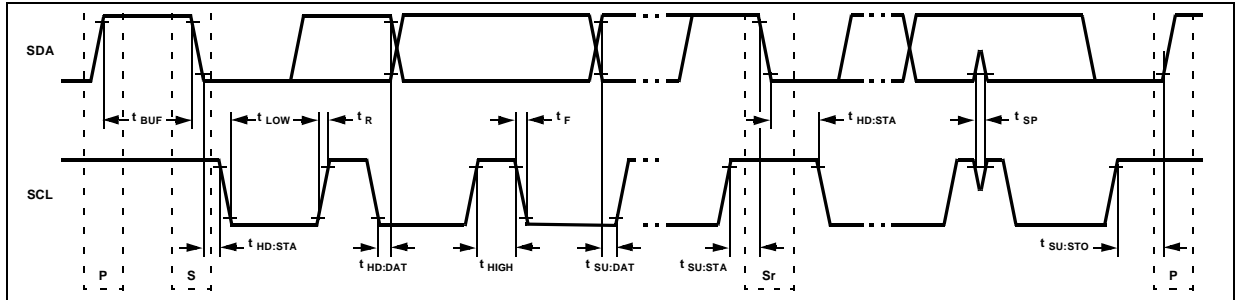 SDA
t BUF
t LOW
t R
t F
t HD:STA
t SP
SCL
t HD:STA
t HD:DAT
t HIGH
t SU:DAT
t SU:STA
t SU:STO
P
S
Sr
P